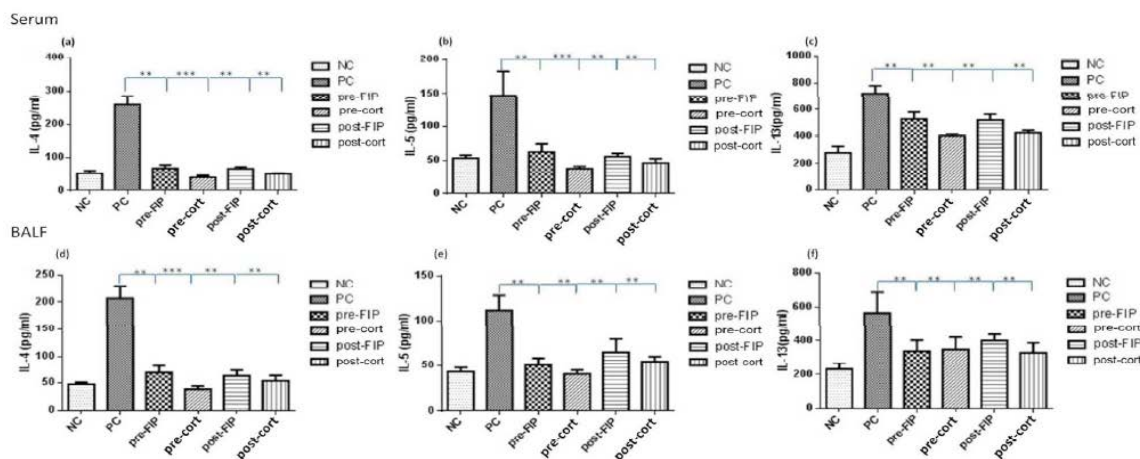 Serum
(a)
IL-4 (pg/ml)
400
300
200
100
0
** *** ** **
NC PC pre-FIP pre-cort post-FIP post-cort
NC
PC
pre-FIP
pre-cort
post-FIP
post-cort
(b)
IL-5 (pg/ml)
200
150
100
50
0
** *** ** **
NC PC pre-FIP pre-cort post-FIP post-cort
NC
PC
pre-FIP
pre-cort
post-FIP
post-cort
(c)
IL-13(pg/ml)
1000
800
600
400
200
0
** ** ** **
NC PC pre-FIP pre-cort post-FIP post-cort
NC
PC
pre-FIP
pre-cort
post-FIP
post-cort
BALF
(d)
IL-4 (pg/ml)
250
200
150
100
50
0
** *** ** **
NC PC pre-FIP pre-cort post-FIP post-cort
NC
PC
pre-FIP
pre-cort
post-FIP
post-cort
(e)
IL-5 (pg/ml)
150
100
50
0
** ** ** **
NC PC pre-FIP pre-cort post-FIP post-cort
NC
PC
pre-FIP
pre-cort
post-FIP
post cort
(f)
IL-13(pg/ml)
800
600
400
200
0
** ** ** **
NC PC pre-FIP pre-cort post-FIP post-cort
NC
PC
pre-FIP
pre-cort
post-FIP
post-cort